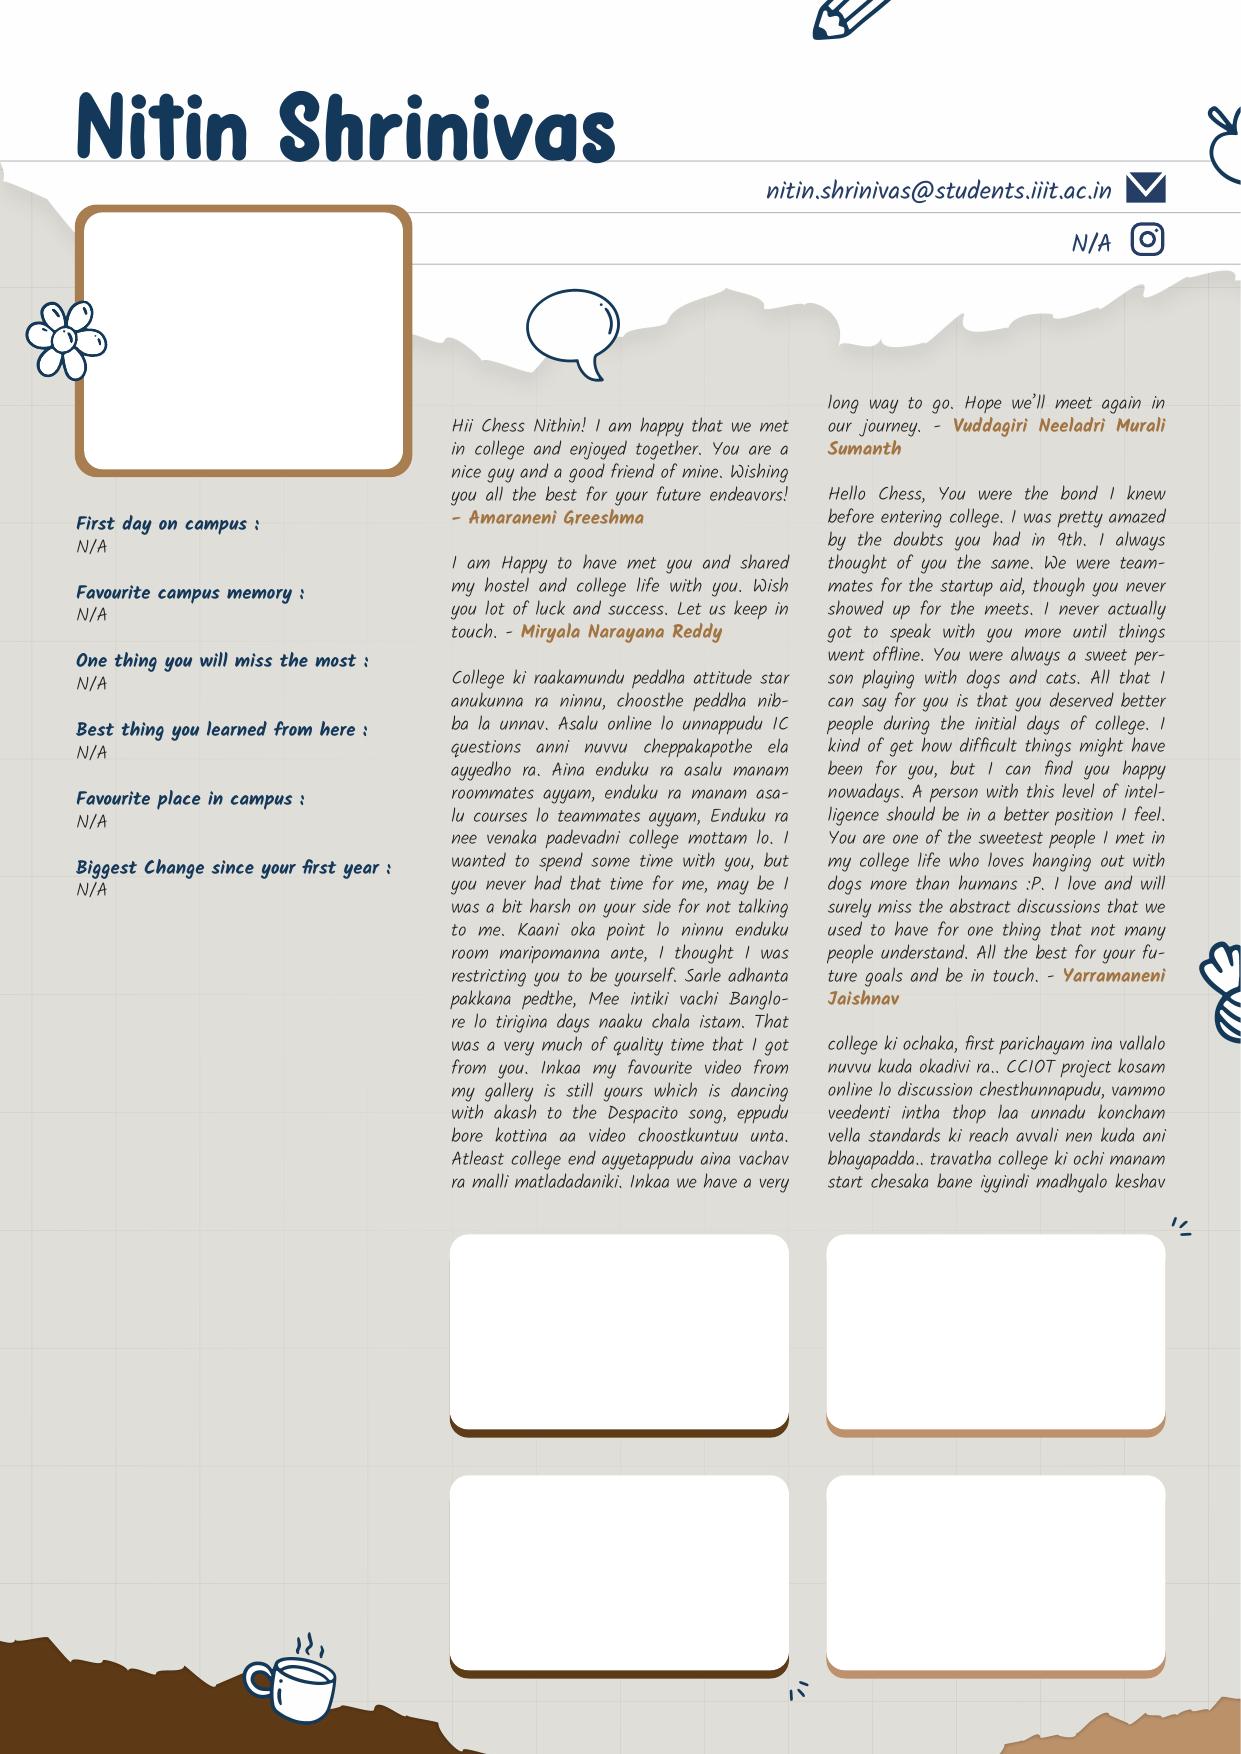 Nitin Shrinivas
nitin.shrinivas@students.iiit.ac.in
N/A
First day on campus :
N/A
Favourite campus memory :
N/A
One thing you will miss the most :
N/A
Best thing you learned from here :
N/A
Favourite place in campus :
N/A
Biggest Change since your first year :
N/A
Hii Chess Nithin! I am happy that we met
in college and enjoyed together. You are a
nice guy and a good friend of mine. Wishing
you all the best for your future endeavors!
- Amaraneni Greeshma
I am Happy to have met you and shared
my hostel and college life with you. Wish
you lot of luck and success. Let us keep in
touch. - Miryala Narayana Reddy
College ki raakamundu peddha attitude star
anukunna ra ninnu, choosthe peddha nib-
ba la unnav. Asalu online lo unnappudu IC
questions anni nuvvu cheppakapothe ela
ayyedho ra. Aina enduku ra asalu manam
roommates ayyam, enduku ra manam asa-
lu courses lo teammates ayyam, Enduku ra
nee venaka padevadni college mottam lo. I
wanted to spend some time with you, but
you never had that time for me, may be I
was a bit harsh on your side for not talking
to me. Kaani oka point lo ninnu enduku
room maripomanna ante, I thought I was
restricting you to be yourself. Sarle adhanta
pakkana pedthe, Mee intiki vachi Banglo-
re lo tirigina days naaku chala istam. That
was a very much of quality time that I got
from you. Inkaa my favourite video from
my gallery is still yours which is dancing
with akash to the Despacito song, eppudu
bore kottina aa video choostkuntuu unta.
Atleast college end ayyetappudu aina vachav
ra malli matladadaniki. Inkaa we have a very
long way to go. Hope we’ll meet again in
our journey. - Vuddagiri Neeladri Murali
Sumanth
Hello Chess, You were the bond I knew
before entering college. I was pretty amazed
by the doubts you had in 9th. I always
thought of you the same. We were team-
mates for the startup aid, though you never
showed up for the meets. I never actually
got to speak with you more until things
went offline. You were always a sweet per-
son playing with dogs and cats. All that I
can say for you is that you deserved better
people during the initial days of college. I
kind of get how difficult things might have
been for you, but I can find you happy
nowadays. A person with this level of intel-
ligence should be in a better position I feel.
You are one of the sweetest people I met in
my college life who loves hanging out with
dogs more than humans :P. I love and will
surely miss the abstract discussions that we
used to have for one thing that not many
people understand. All the best for your fu-
ture goals and be in touch. - Yarramaneni
Jaishnav
college ki ochaka, first parichayam ina vallalo
nuvvu kuda okadivi ra.. CCIOT project kosam
online lo discussion chesthunnapudu, vammo
veedenti intha thop laa unnadu koncham
vella standards ki reach avvali nen kuda ani
bhayapadda.. travatha college ki ochi manam
start chesaka bane iyyindi madhyalo keshav